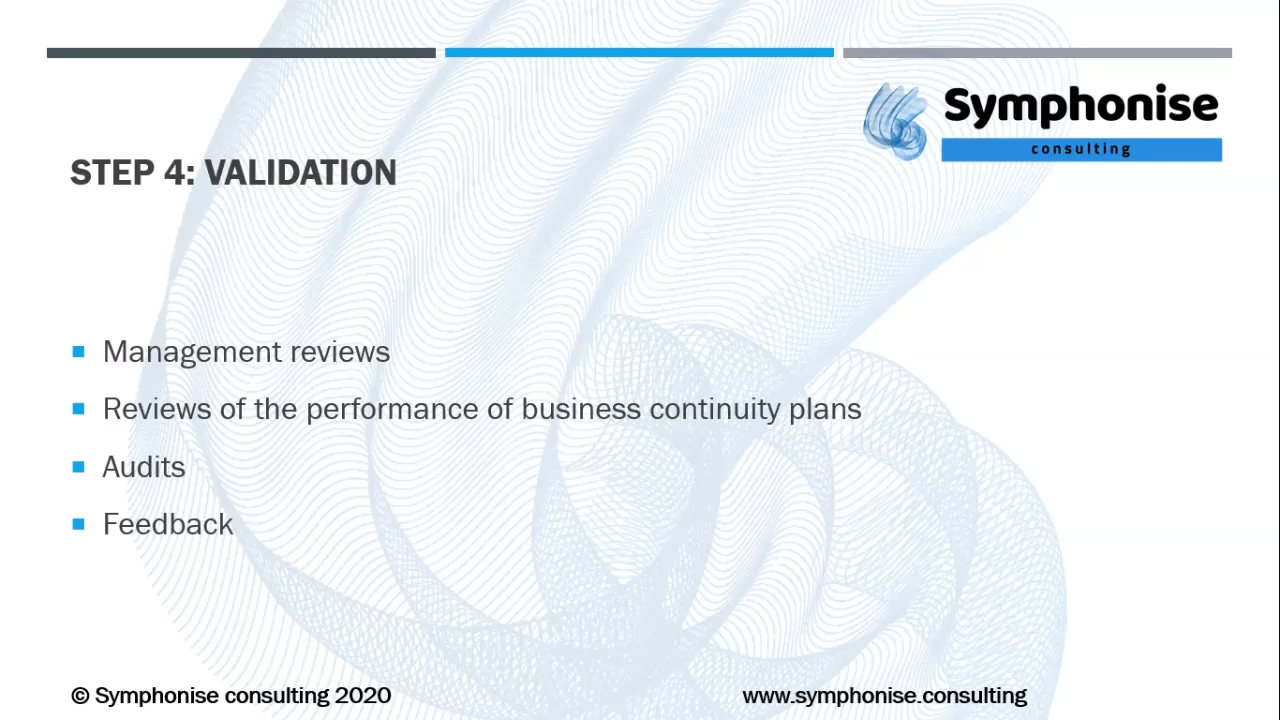 Symphonise
consulting
STEP 4: VALIDATION
Management reviews
Reviews of the performance of business continuity plans
Audits
Feedback
© Symphonise consulting 2020
www.symphonise.consulting